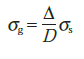 σg = Δ/D σs